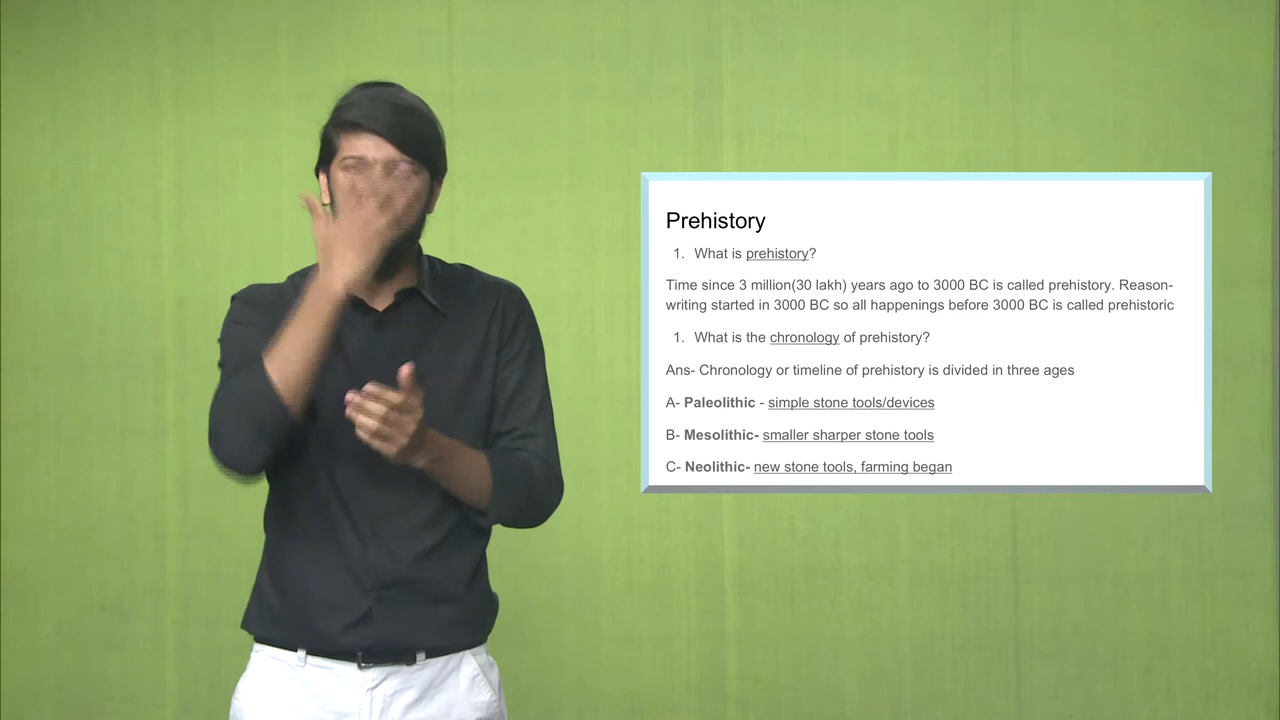 Prehistory
1. What is prehistory?
Time since 3 million(30 lakh) years ago to 3000 BC is called prehistory. Reason-
writing started in 3000 BC so all happenings before 3000 BC is called prehistoric
1. What is the chronology of prehistory?
Ans- Chronology or timeline of prehistory is divided in three ages
A- Paleolithic - simple stone tools/devices
B- Mesolithic- smaller sharper stone tools
C- Neolithic- new stone tools, farming began